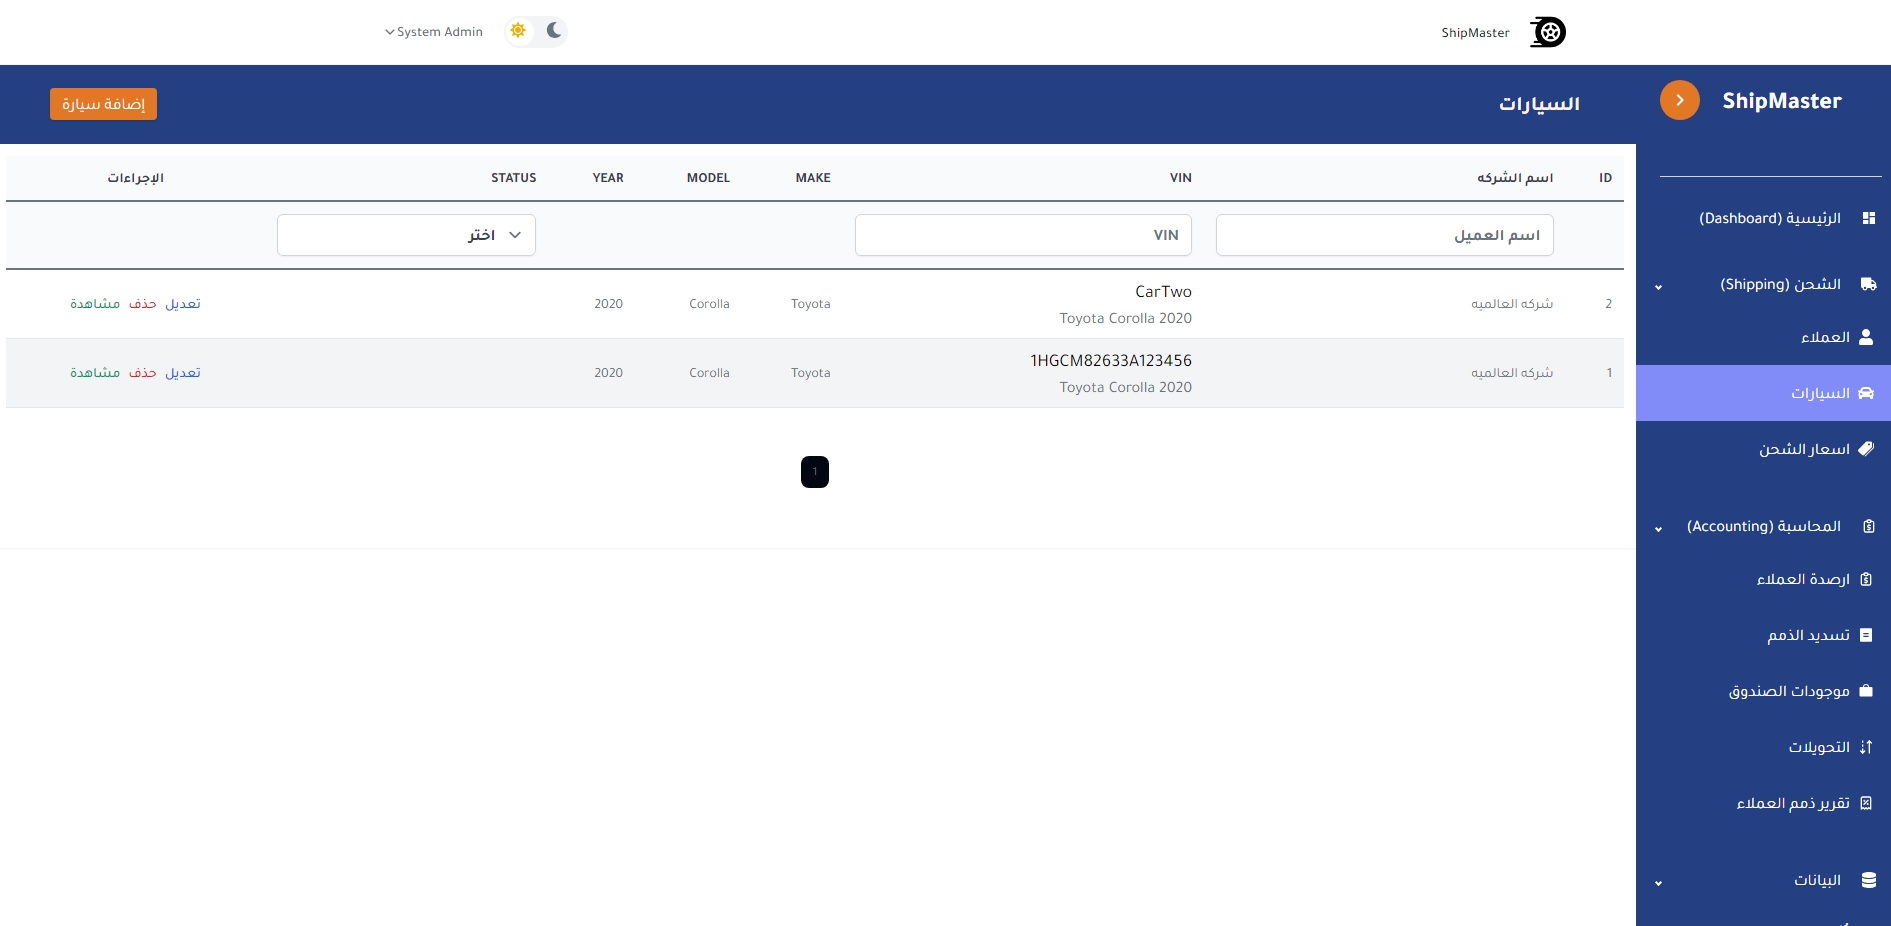 ShipMaster
System Admin
ShipMaster
السيارات
إضافة سيارة
الرئيسية (Dashboard)
الشحن (Shipping)
العملاء
السيارات
اسعار الشحن
المحاسبة (Accounting)
ارصدة العملاء
تسديد الذمم
موجودات الصندوق
التحويلات
تقرير ذمم العملاء
البيانات
ID اسم الشركه VIN MAKE MODEL YEAR STATUS الإجراءات
اسم العميل VIN اختر
2 شركه العالميه CarTwo Toyota Corolla 2020 تعديل حذف مشاهدة
Toyota Corolla 2020
1 شركه العالميه 1HGCM82633A123456 Toyota Corolla 2020 تعديل حذف مشاهدة
Toyota Corolla 2020
1